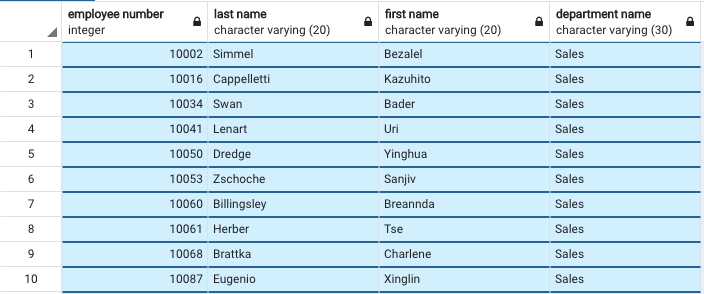 employee number last name first name department name
integer character varying (20) character varying (20) character varying (30)
1 10002 Simmel Bezalel Sales
2 10016 Cappelletti Kazuhito Sales
3 10034 Swan Bader Sales
4 10041 Lenart Uri Sales
5 10050 Dredge Yinghua Sales
6 10053 Zschoche Sanjiv Sales
7 10060 Billingsley Breannda Sales
8 10061 Herber Tse Sales
9 10068 Brattka Charlene Sales
10 10087 Eugenio Xinglin Sales